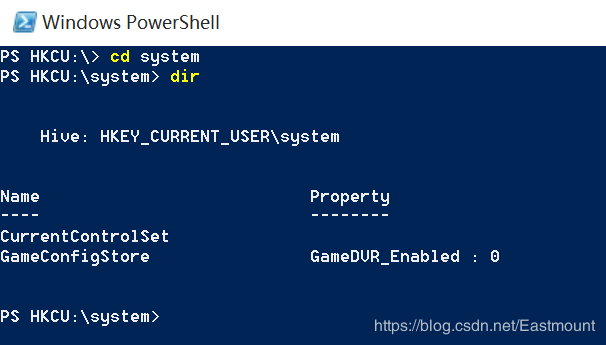 Windows PowerShell
PS HKCU:\> cd system
PS HKCU:\system> dir
Hive: HKEY_CURRENT_USER\system
Name Property
---- --------
CurrentControlSet
GameConfigStore GameDVR_Enabled : 0
PS HKCU:\system>
https://blog.csdn.net/Eastmount